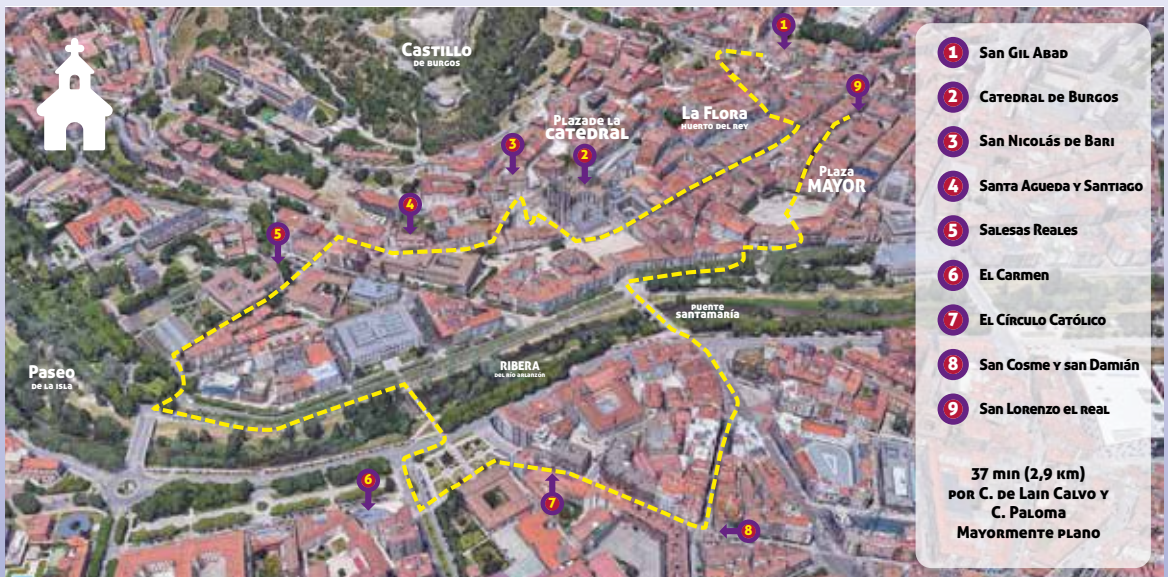 1
CASTILLO
DE BURGOS
9
LA FLORA
HUERTO DEL REY
PLAZADE LA
CATEDRAL
3
2
PLAZA
MAYOR
4
5
PUENTE
SANTAMARÍA
PASEO
DE LA ISLA
RIBERA
DEL RÍO ARLANZÓN
6
7
8
1 SAN GIL ABAD
2 CATEDRAL DE BURGOS
3 SAN NICOLÁS DE BARI
4 SANTA AGUEDA Y SANTIAGO
5 SALESAS REALES
6 EL CARMEN
7 EL CÍRCULO CATÓLICO
8 SAN COSME Y SAN DAMIÁN
9 SAN LORENZO EL REAL
37 MIN (2,9 KM)
POR C. DE LAIN CALVO Y
C. PALOMA
MAYORMENTE PLANO